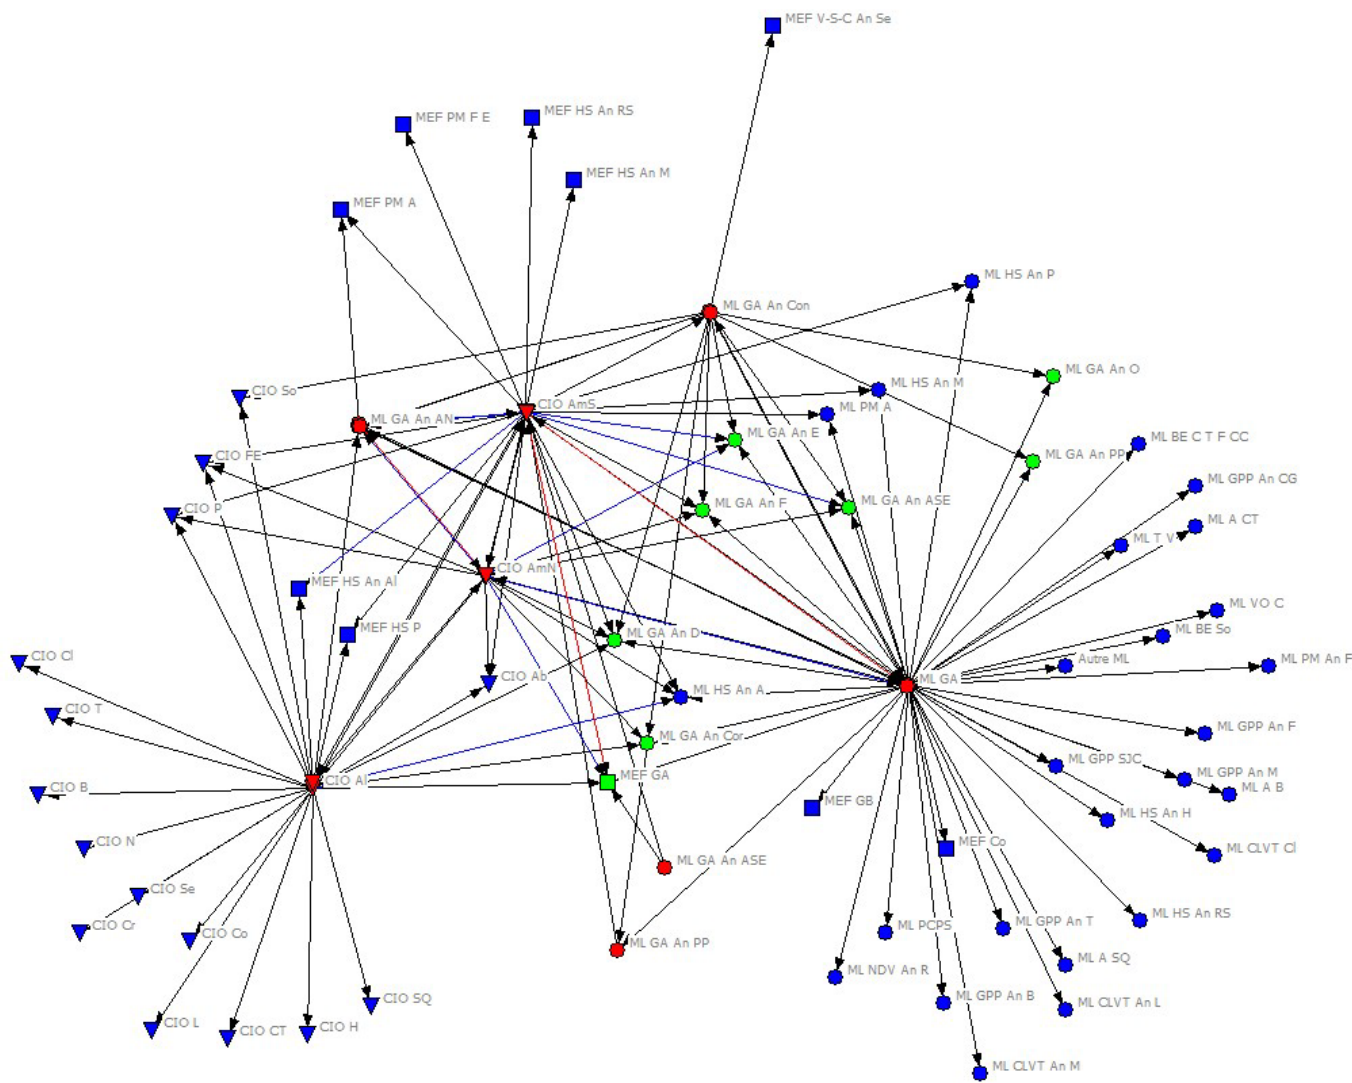 MEF V-S-C An Se
MEF PM F E
MEF HS An RS
MEF HS An M
MEF PM A
ML HS An P
ML GA An Con
ML GA An O
ML HS An M
CIO So
CIO AmS
ML PM A
ML GA An AN
ML GA An E
ML BE C T F CC
CIO FE
ML GA An PP
ML GPP An CG
ML GA An ASE
ML GA An F
CIO P
ML A CT
ML T V
CIO AmN
MEF HS An Al
ML VO C
MEF HS P
ML BE So
ML GA An D
CIO Cl
Autre ML
ML PM An F
CIO Ab
ML GA
ML HS An A
CIO T
ML GPP An F
ML GA An Cor
ML GPP SJC
MEF GA
CIO Al
ML GPP An M
ML A B
CIO B
MEF GB
ML HS An H
CIO N
MEF Co
ML CLVT Cl
ML GA An ASE
CIO Se
ML HS An RS
CIO Cr
CIO Co
ML PCPS
ML GPP An T
ML GA An PP
ML A SQ
ML NDV An R
CIO SQ
ML GPP An B
ML CLVT An L
CIO L
CIO CT
CIO H
ML CLVT An M